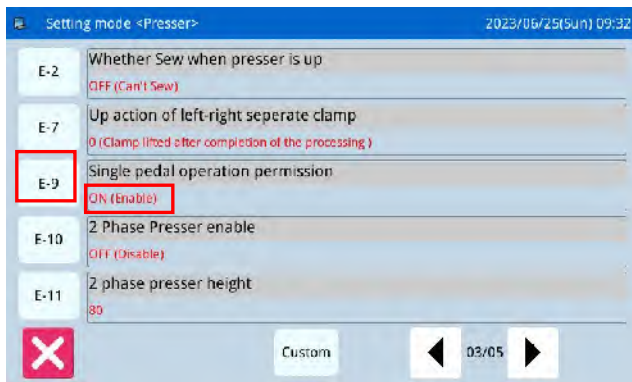 Setting mode <Presser> 2023/06/25(Sun) 09:32
E-2
Whether Sew when presser is up
OFF (Can't Sew)
E-7
Up action of left-right seperate clamp
0 (Clamp lifted after completion of the processing )
E-9
Single pedal operation permission
ON (Enable)
E-10
2 Phase Presser enable
OFF (Disable)
E-11
2 phase presser height
80
Custom
03/05